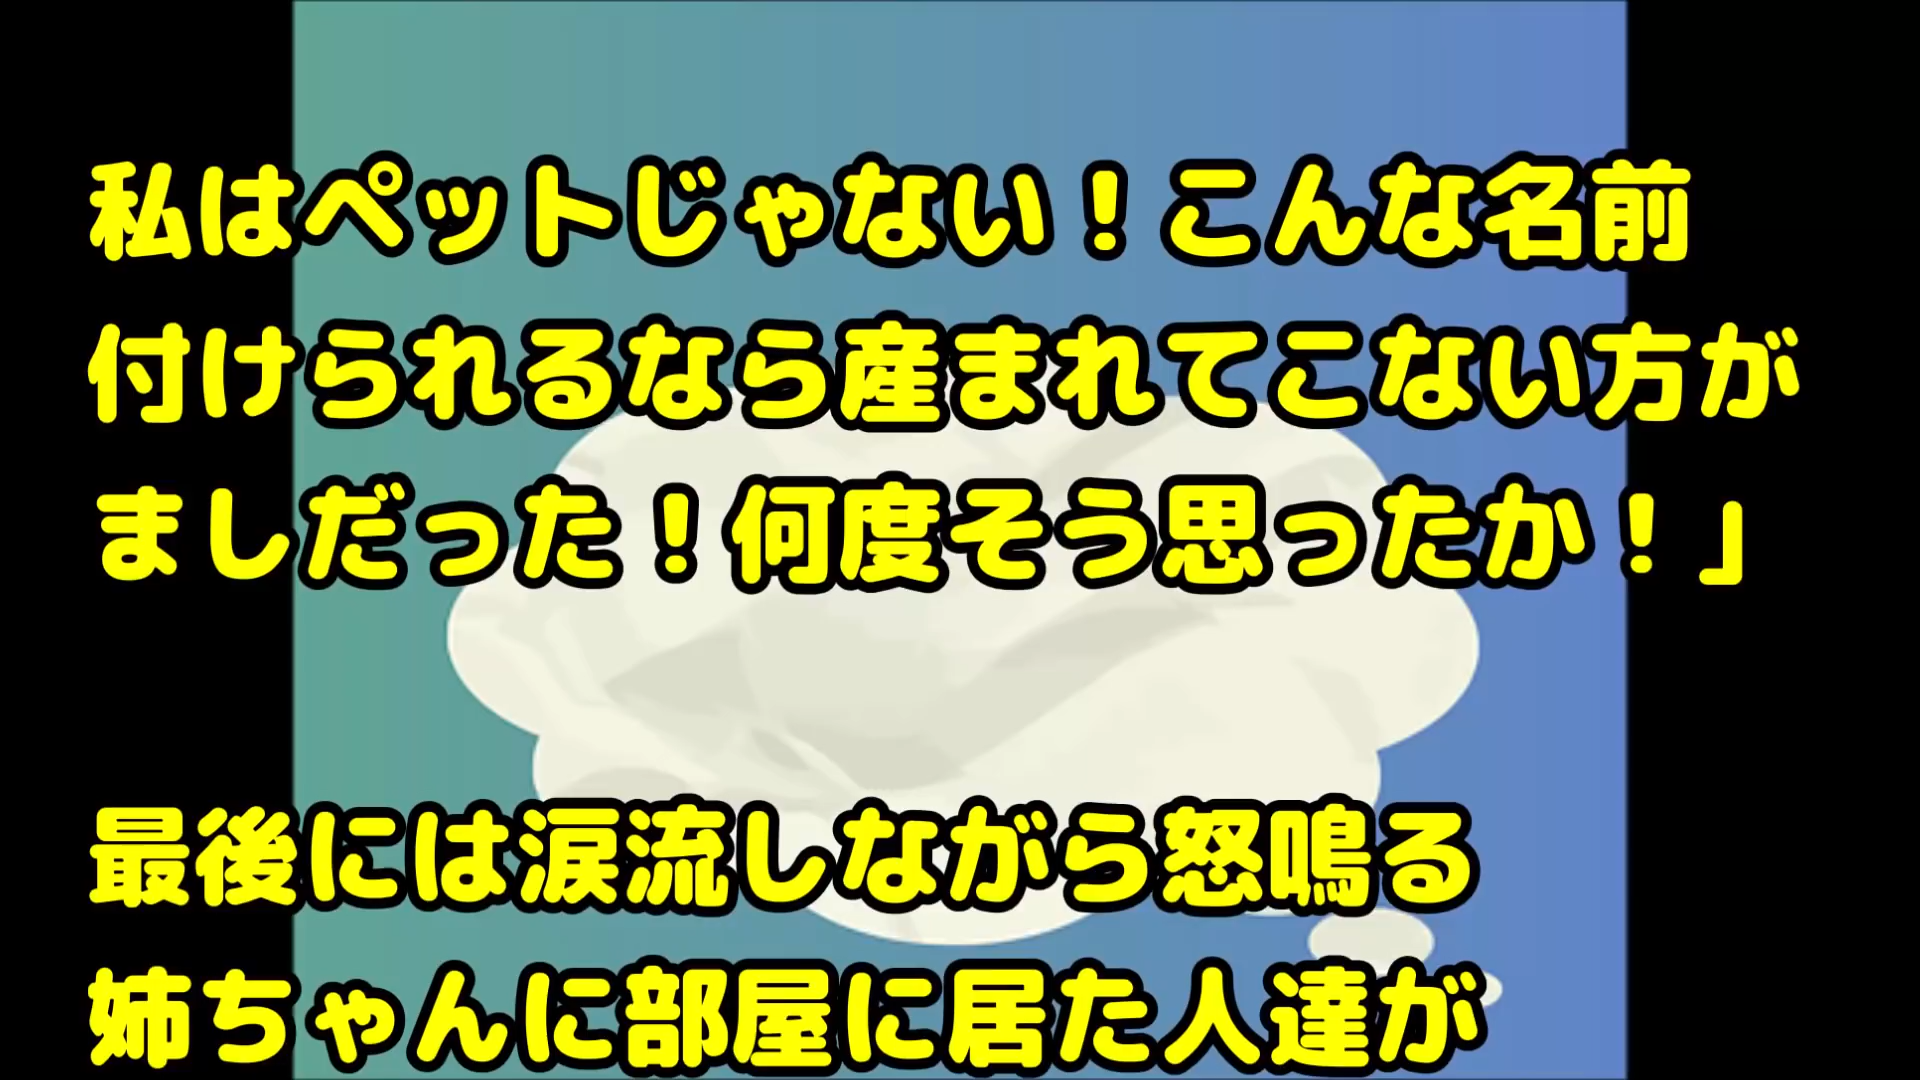 私はペットじゃない！こんな名前
付けられるなら産まれてこない方が
ましだった！何度そう思ったか！」
最後には涙流しながら怒鳴る
姉ちゃんに部屋に居た人達が